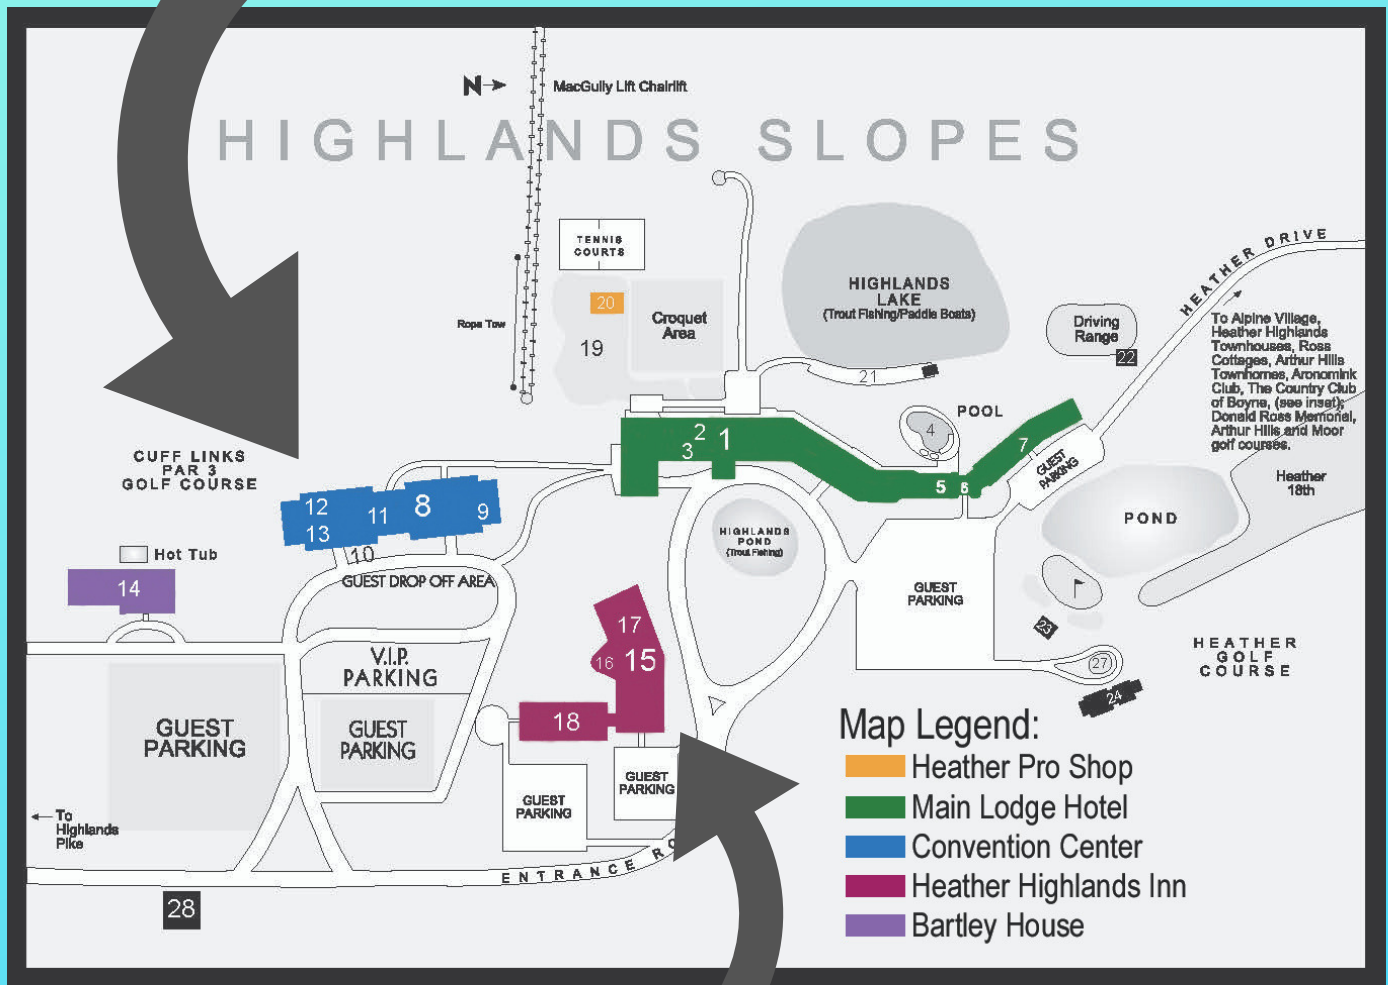 N
MacGully Lift Chairlift
HIGHLANDS SLOPES
TENNIS
COURTS
20
19
Croquet
Area
Rope Tow
HIGHLANDS
LAKE
(Trout Fishing/Paddle Boats)
21
Driving
Range
22
HEATHER DRIVE
To Alpine Village,
Heather Highlands
Townhouses, Ross
Cottages, Arthur Hills
Townhomes, Aronomink
Club, The Country Club
of Boyne, (see inset);
Donald Ross Memorial,
Arthur Hills and Moor
golf courses.
Heather
18th
POOL
4
2
1
3
7
5
6
GUEST
PARKING
POND
CUFF LINKS
PAR 3
GOLF COURSE
12
13
11
8
9
10
GUEST DROP OFF AREA
Hot Tub
14
HIGHLANDS
POND
(Trout Fishing)
GUEST
PARKING
23
27
24
HEATHER
GOLF
COURSE
17
16
15
18
V.I.P.
PARKING
GUEST
PARKING
GUEST
PARKING
GUEST
PARKING
GUEST
PARKING
To
Highlands
Pike
ENTRANCE RO
28
Map Legend:
Heather Pro Shop
Main Lodge Hotel
Convention Center
Heather Highlands Inn
Bartley House